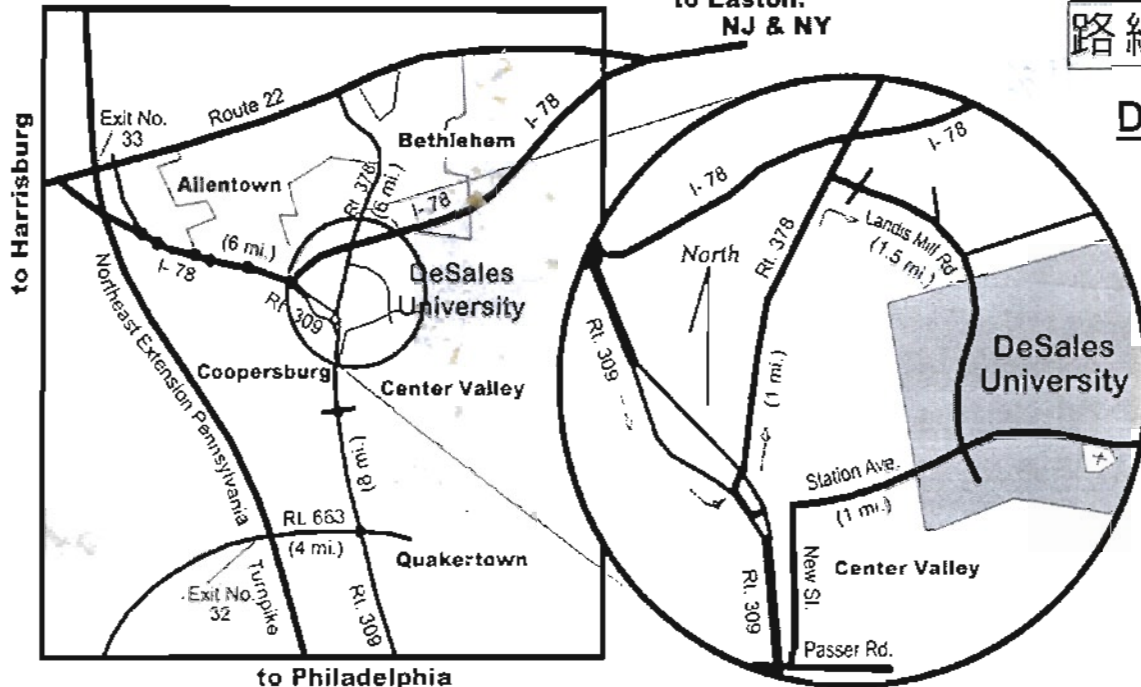 to Easton.
NJ & NY
路
D
to Harrisburg
Exit No.
33
Route 22
Allentown
Bethlehem
I- 78
Rt. 378
(6 mi.)
I- 78
(6 mi.)
I- 78
Rt. 309
DeSales
University
Northeast Extension Pennsylvania
Turnpike
Coopersburg
Center Valley
(8 mi.)
Rt. 663
(4 mi.)
Quakertown
Exit No.
32
Rt. 309
to Philadelphia
I- 78
I- 78
Rt. 378
Landis Mill Rd
(1.5 mi.)
North
Rt. 309
(1 mi.)
DeSales
University
Station Ave.
(1 mi.)
New St.
Center Valley
Rt. 309
Passer Rd.